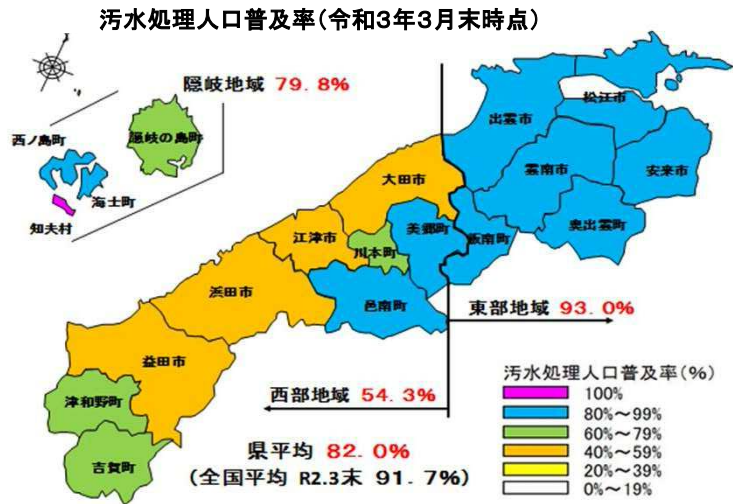 汚水処理人口普及率(令和3年3月末時点)
隠岐地域 79.8%
松江市
出雲市
隠岐の島町
西ノ島町
雲南市
安来市
大田市
海士町
知夫村
美郷町
飯南町
奥出雲町
江津市
川本町
浜田市
邑南町
東部地域 93.0%
益田市
津和野町
西部地域 54.3%
県平均 82.0%
(全国平均 R2.3末 91.7%)
吉賀町
汚水処理人口普及率(%)
100%
80%~99%
60%~79%
40%~59%
20%~39%
0%~19%